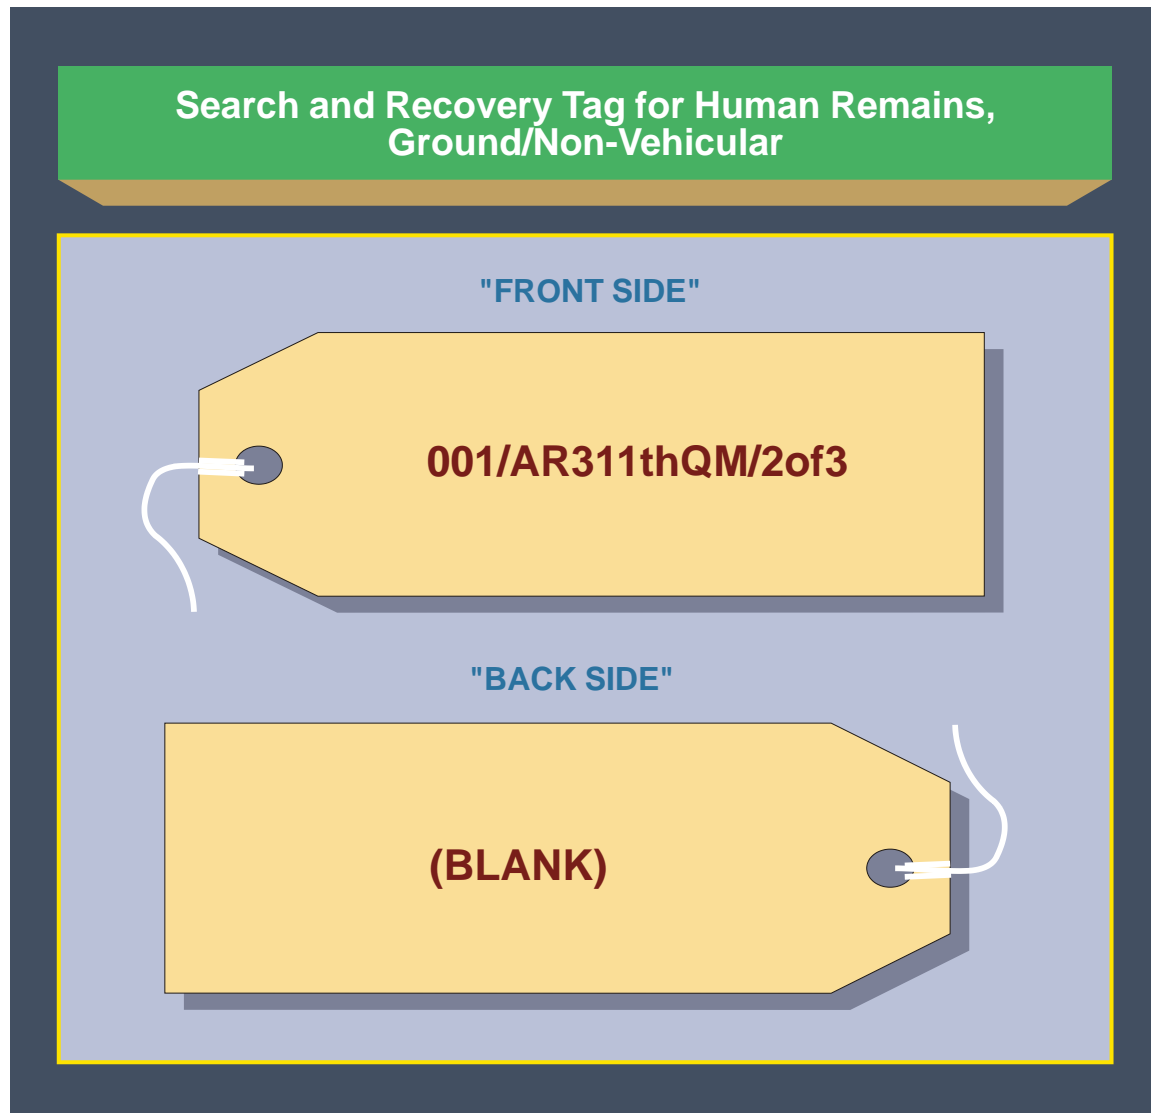 Search and Recovery Tag for Human Remains,
Ground/Non-Vehicular
"FRONT SIDE"
001/AR311thQM/2of3
"BACK SIDE"
(BLANK)